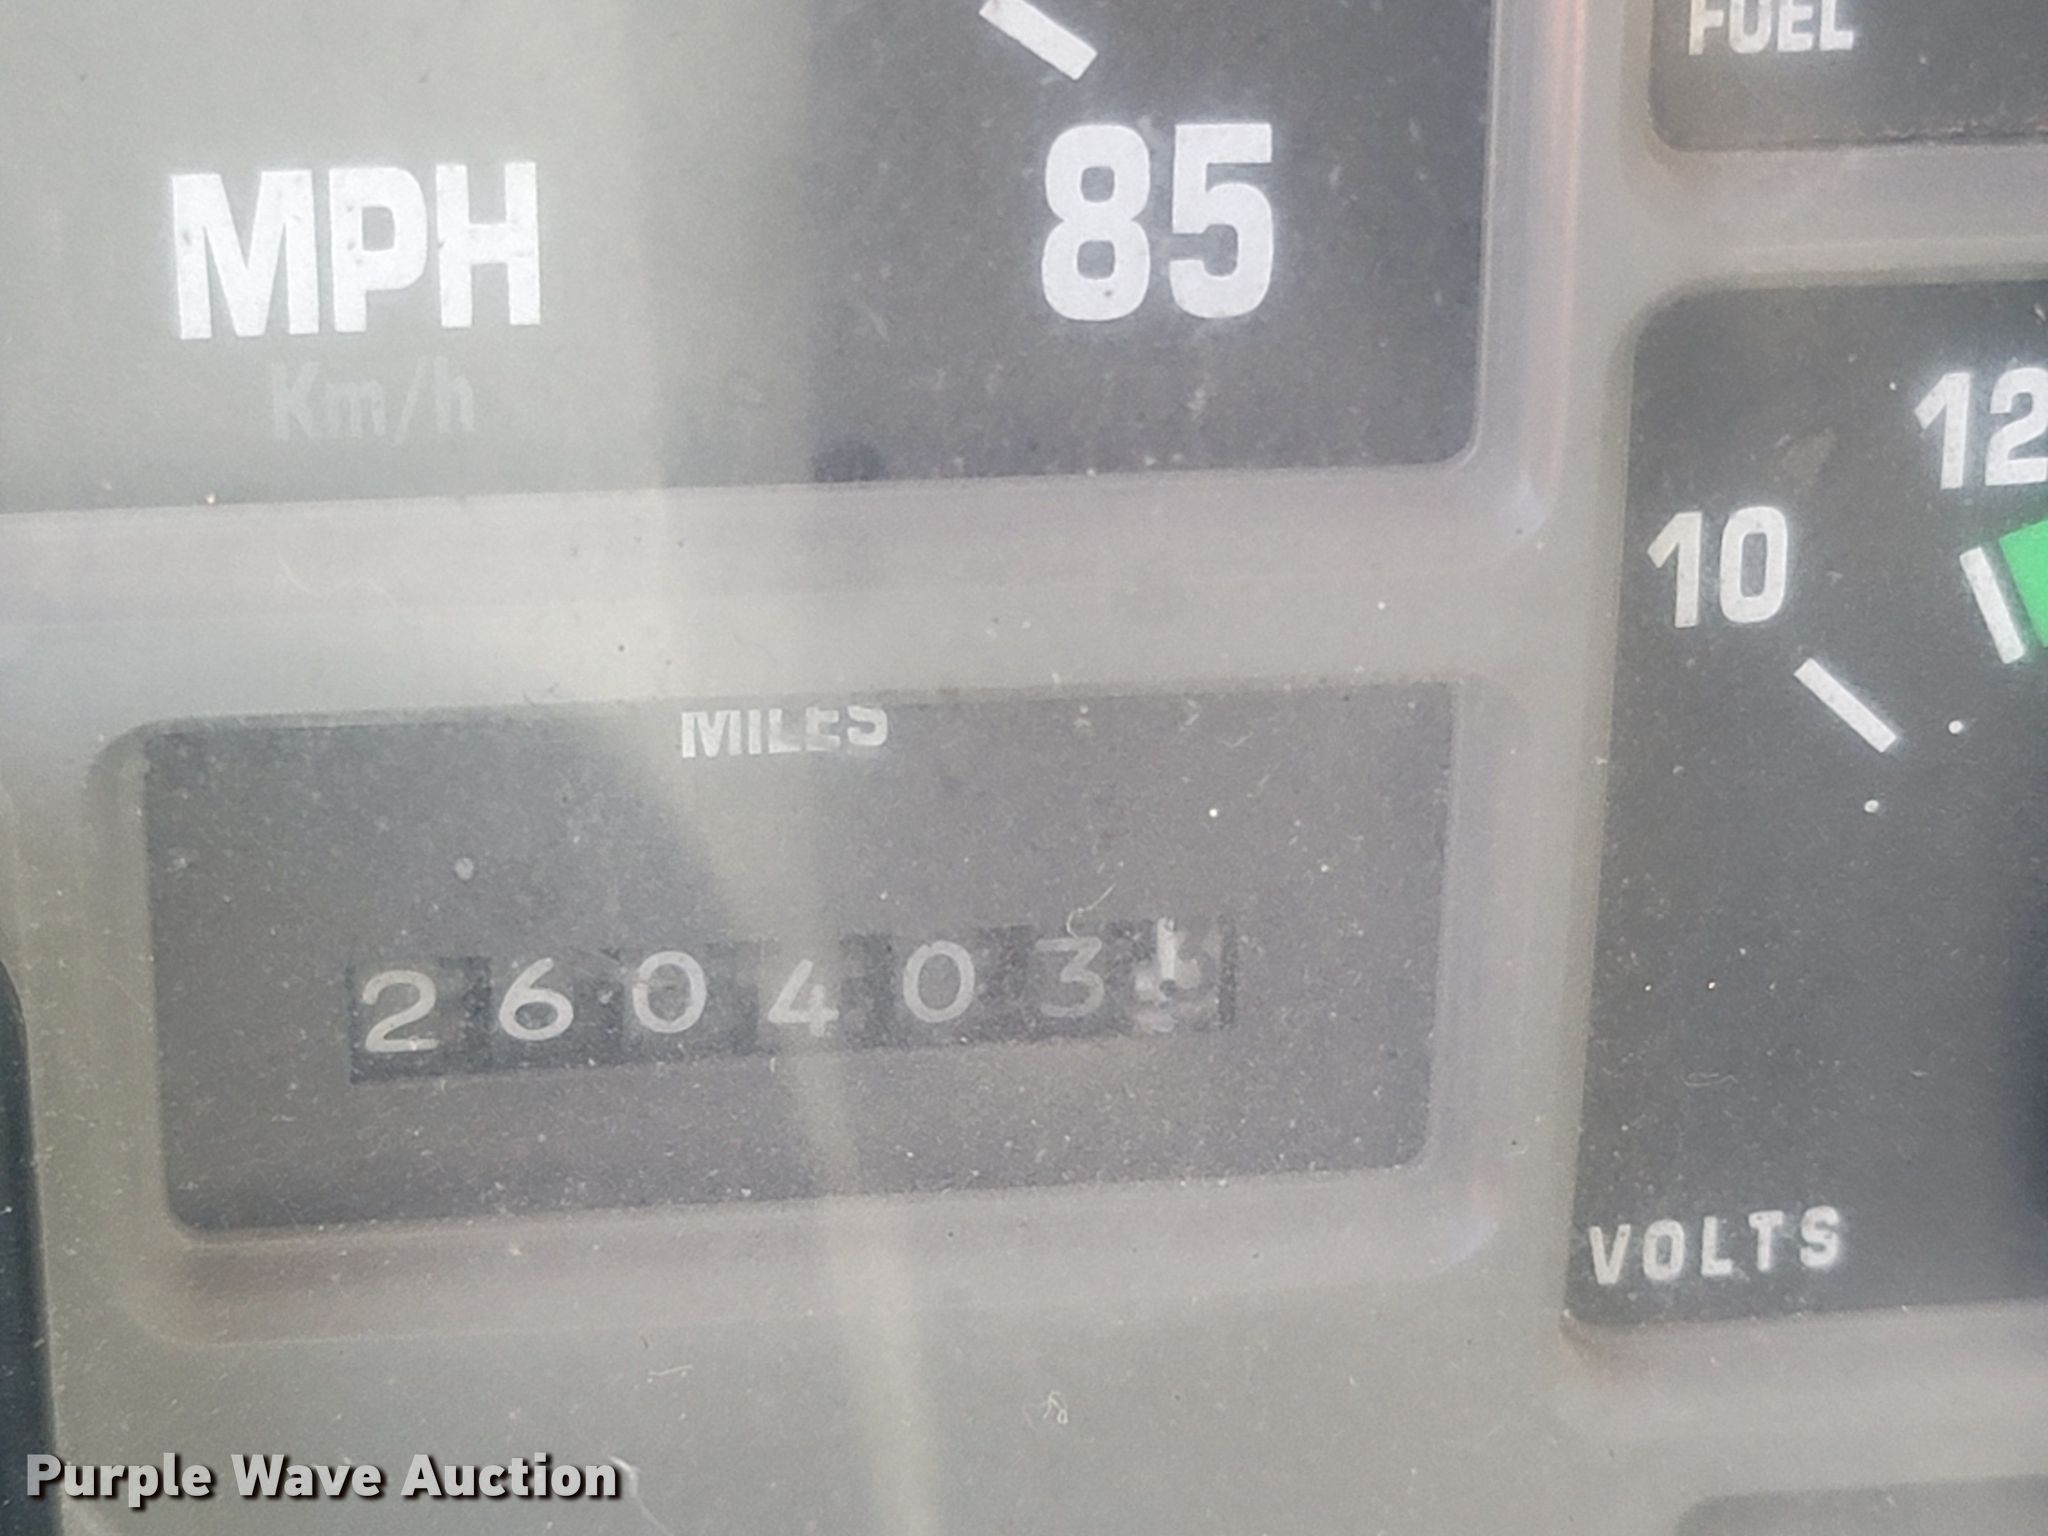 FUEL
85
MPH
Km/h
12
10
MILES
260403
VOLTS
Purple Wave Auction